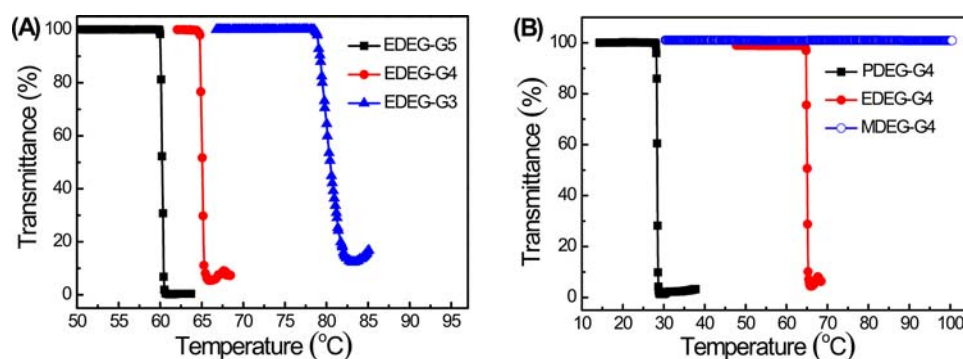 (A)
Transmittance (%)
100
80
60
40
20
0
EDEG-G5
EDEG-G4
EDEG-G3
50 55 60 65 70 75 80 85 90 95
Temperature (°C)
(B)
Transmittance (%)
100
80
60
40
20
0
PDEG-G4
EDEG-G4
MDEG-G4
10 20 30 40 50 60 70 80 90 100
Temperature (°C)